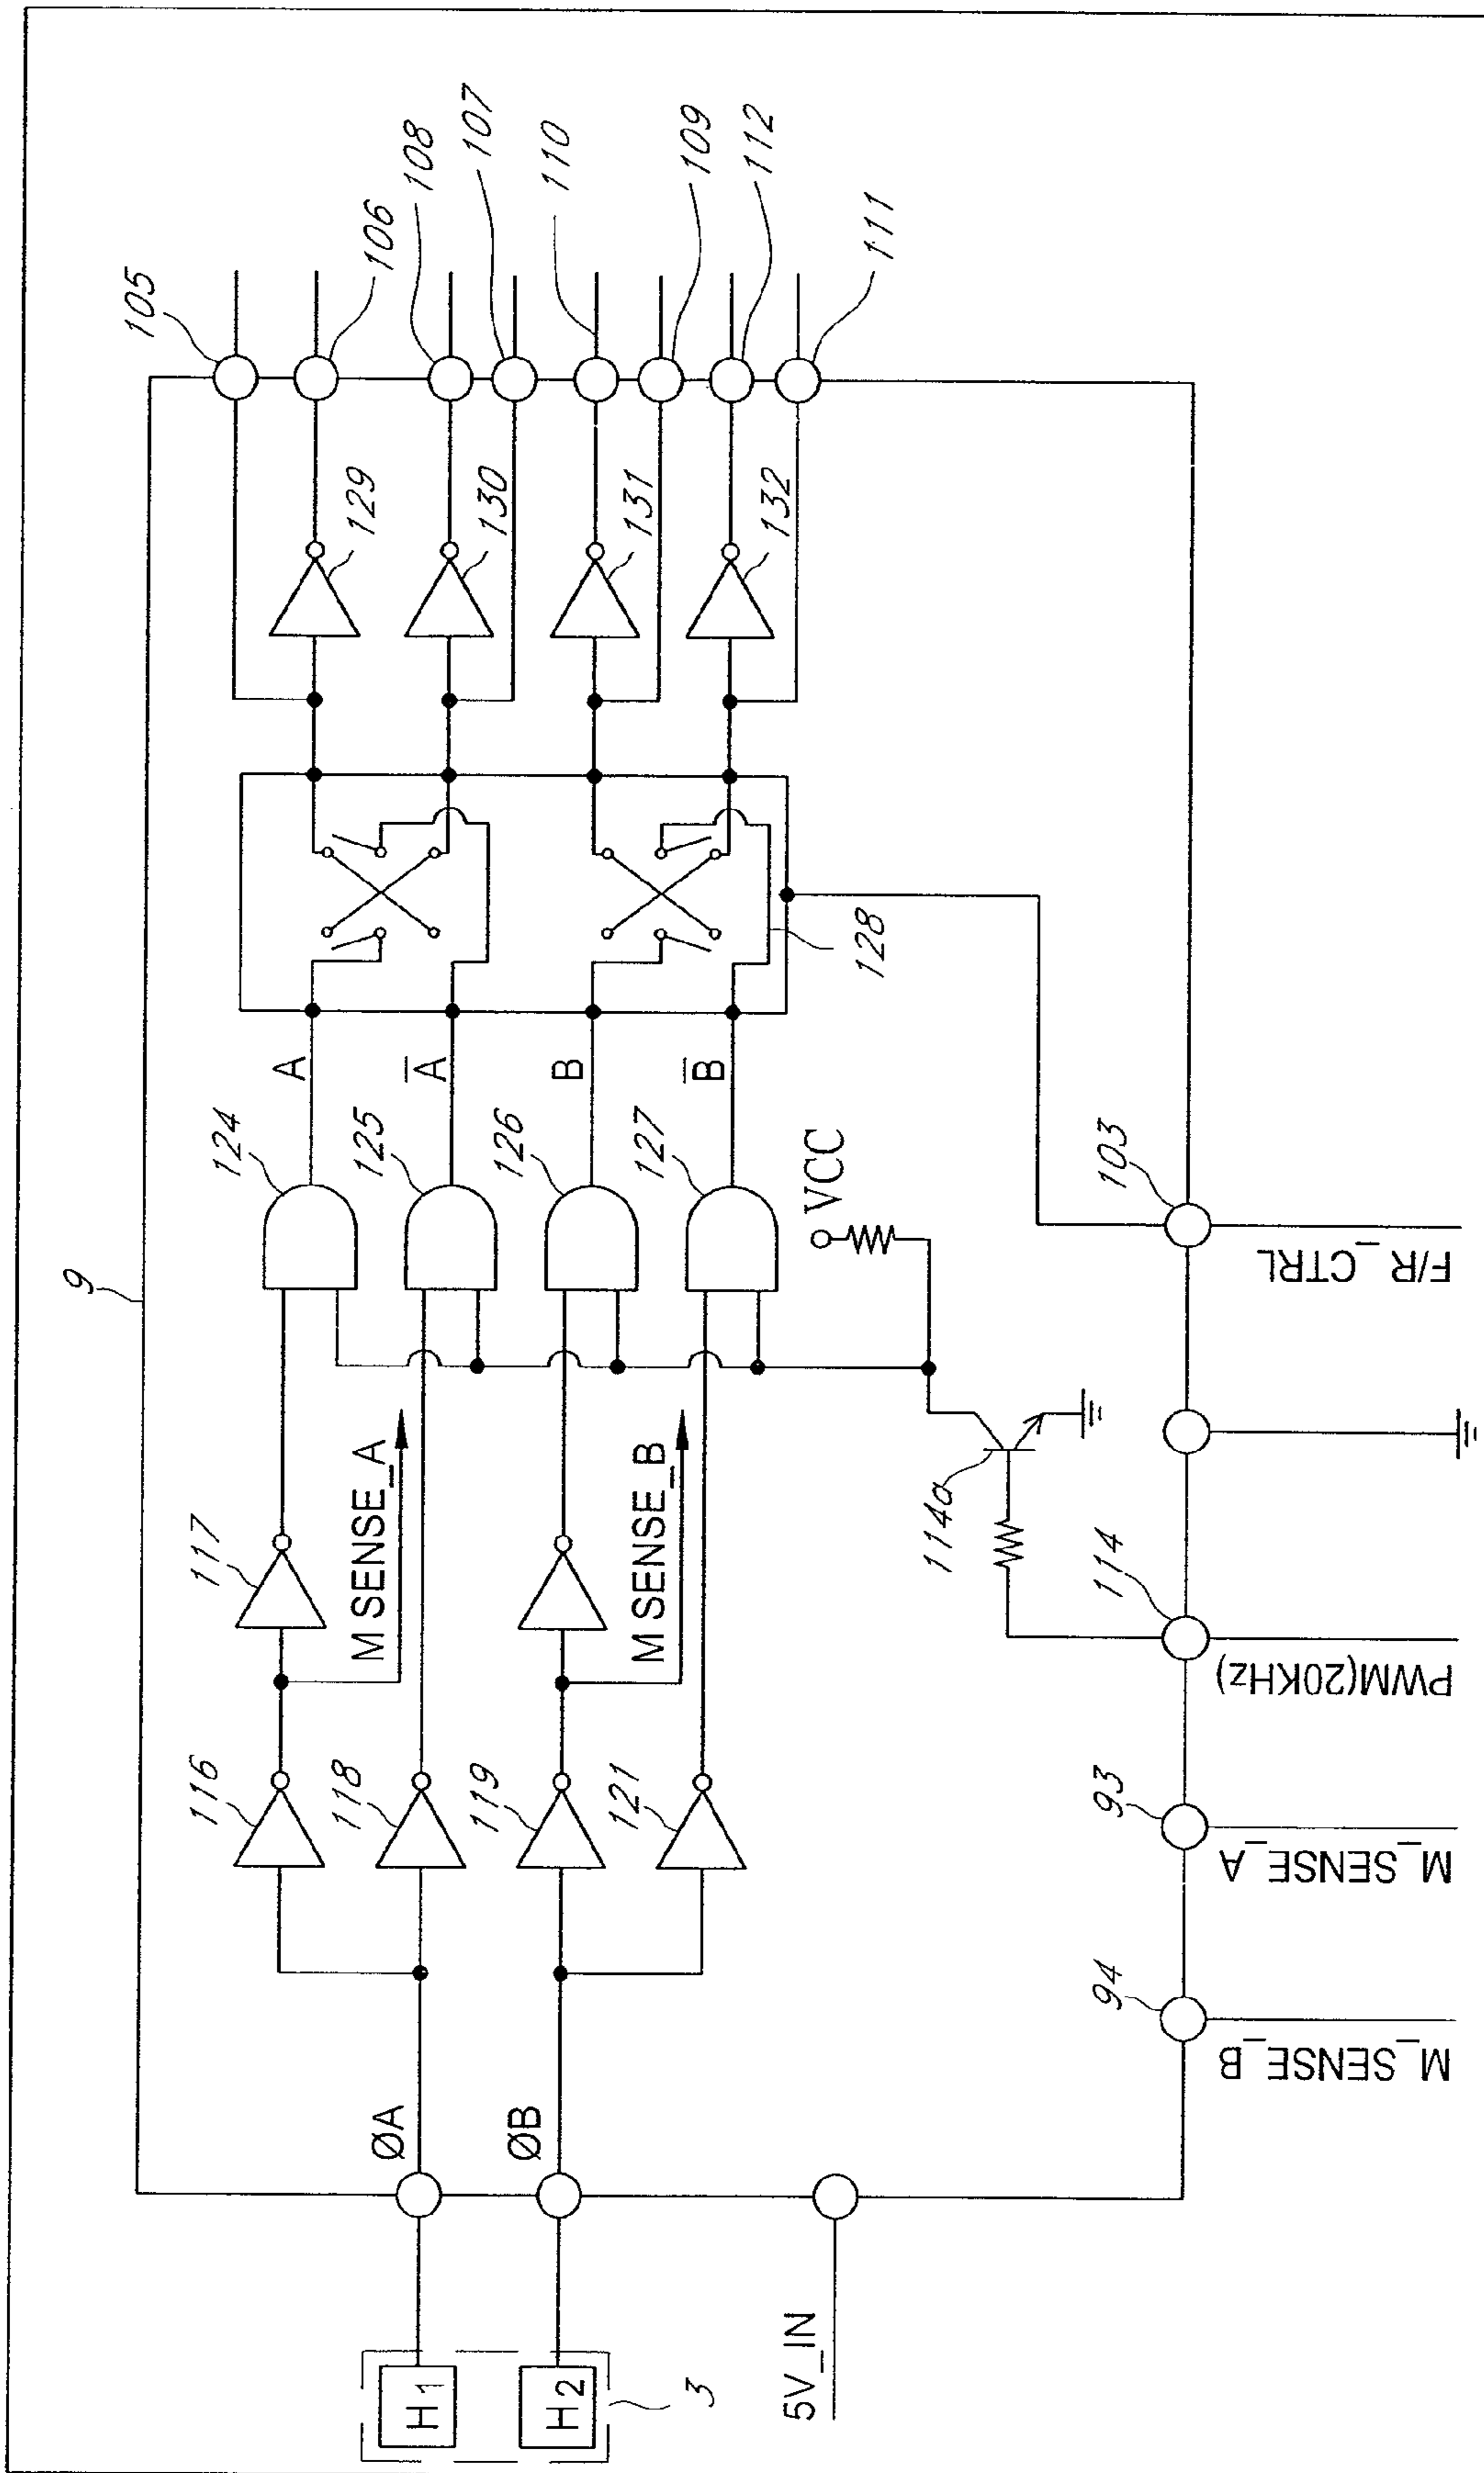 9
105
106
108
107
110
109
112
111
129
130
131
132
128
A
A̅
B
B̅
124
125
126
127
VCC
117
M SENSE_A
M SENSE_B
116
118
119
121
114a
ØA
ØB
H1
H2
3
5V_IN
94
93
114
103
M_SENSE_B
M_SENSE_A
PWM(20KHz)
F/R_CTRL